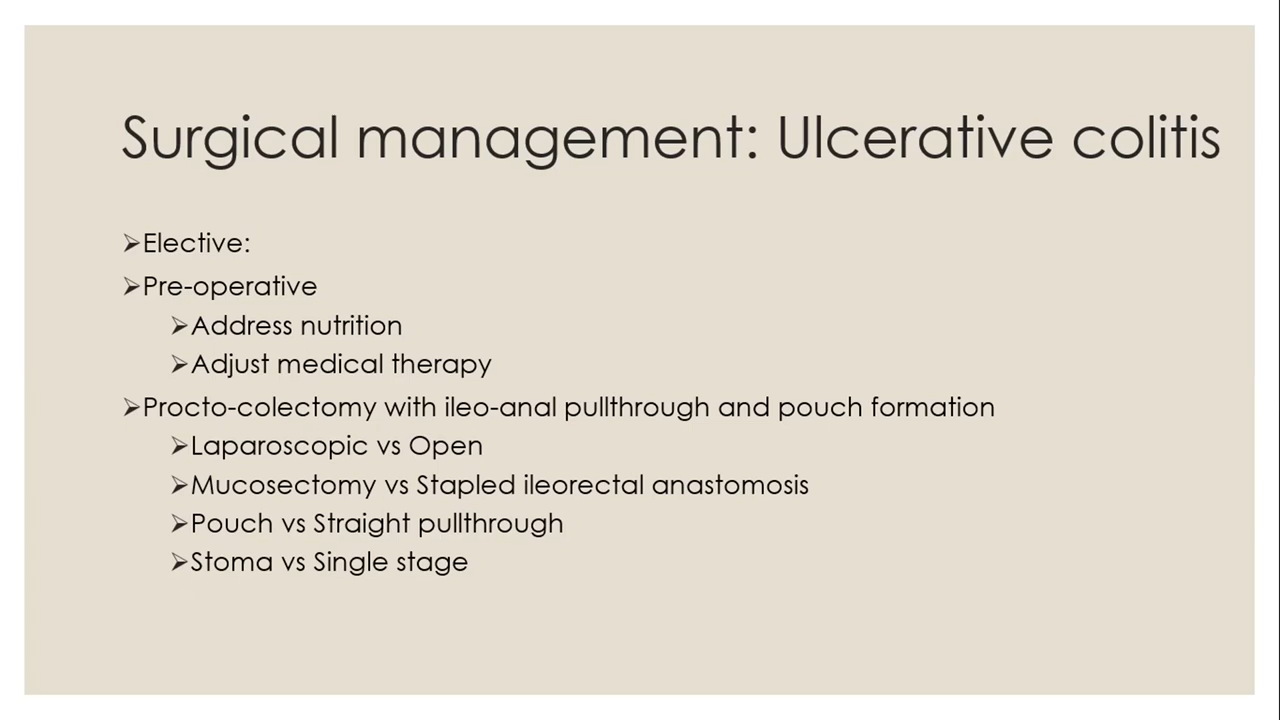 Surgical management: Ulcerative colitis
➢Elective:
➢Pre-operative
➢Address nutrition
➢Adjust medical therapy
➢Procto-colectomy with ileo-anal pullthrough and pouch formation
➢Laparoscopic vs Open
➢Mucosectomy vs Stapled ileorectal anastomosis
➢Pouch vs Straight pullthrough
➢Stoma vs Single stage